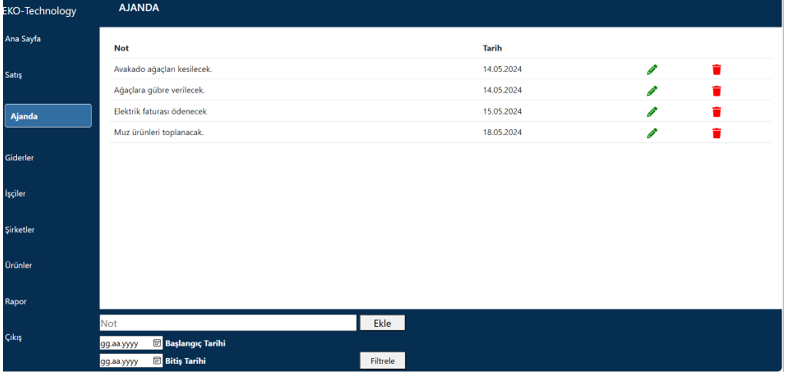 EKO-Technology
AJANDA
Ana Sayfa
Satış
Ajanda
Giderler
İşçiler
Şirketler
Ürünler
Rapor
Çıkış
Not Tarih
Avakado ağaçları kesilecek. 14.05.2024
Ağaçlara gübre verilecek. 14.05.2024
Elektrik faturası ödenecek 15.05.2024
Muz ürünleri toplanacak. 18.05.2024
Not Ekle
gg.aa.yyyy Başlangıç Tarihi
gg.aa.yyyy Bitiş Tarihi Filtrele